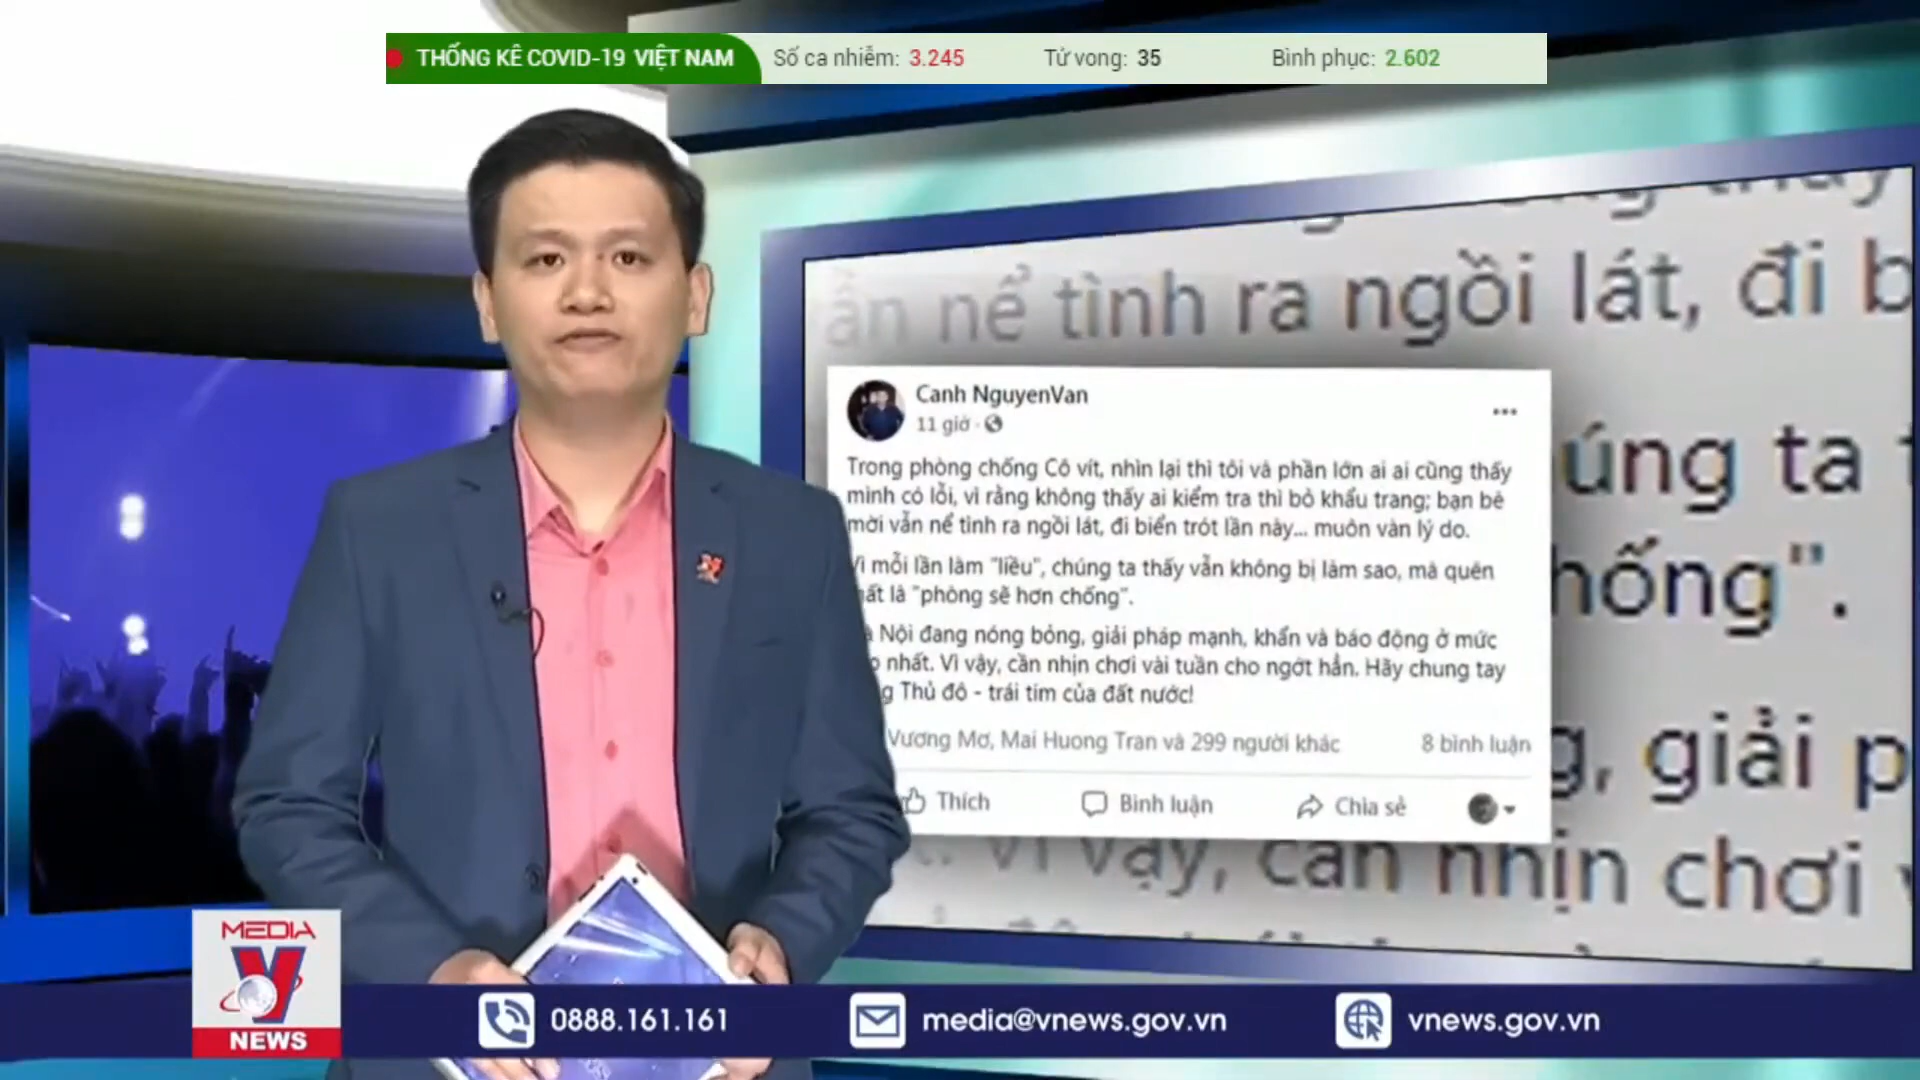 THỐNG KÊ COVID-19 VIỆT NAM Số ca nhiễm: 3.245 Tử vong: 35 Bình phục: 2.602
nể tình ra ngồi lát, đi b
Canh NguyenVan
11 giờ
Trong phòng chống Cô vít, nhìn lại thì tôi và phần lớn ai ai cũng thấy
mình có lỗi, vì rằng không thấy ai kiểm tra thì bỏ khẩu trang; bạn bè
mời vẫn nể tình ra ngồi lát, đi biển trót lần này... muôn vàn lý do.
Vì mỗi lần làm "liều", chúng ta thấy vẫn không bị làm sao, mà quên
ất là "phòng sẽ hơn chống".
Nội đang nóng bỏng, giải pháp mạnh, khẩn và báo động ở mức
nhất. Vì vậy, cần nhịn chơi vài tuần cho ngớt hẳn. Hãy chung tay
g Thủ đô - trái tim của đất nước!
Vương Mơ, Mai Huong Tran và 299 người khác 8 bình luận
Thích Bình luận Chia sẻ
úng ta t
hống".
g, giải p
vì vậy, cần nhịn chơi v
MEDIA
V
NEWS
0888.161.161 media@vnews.gov.vn vnews.gov.vn